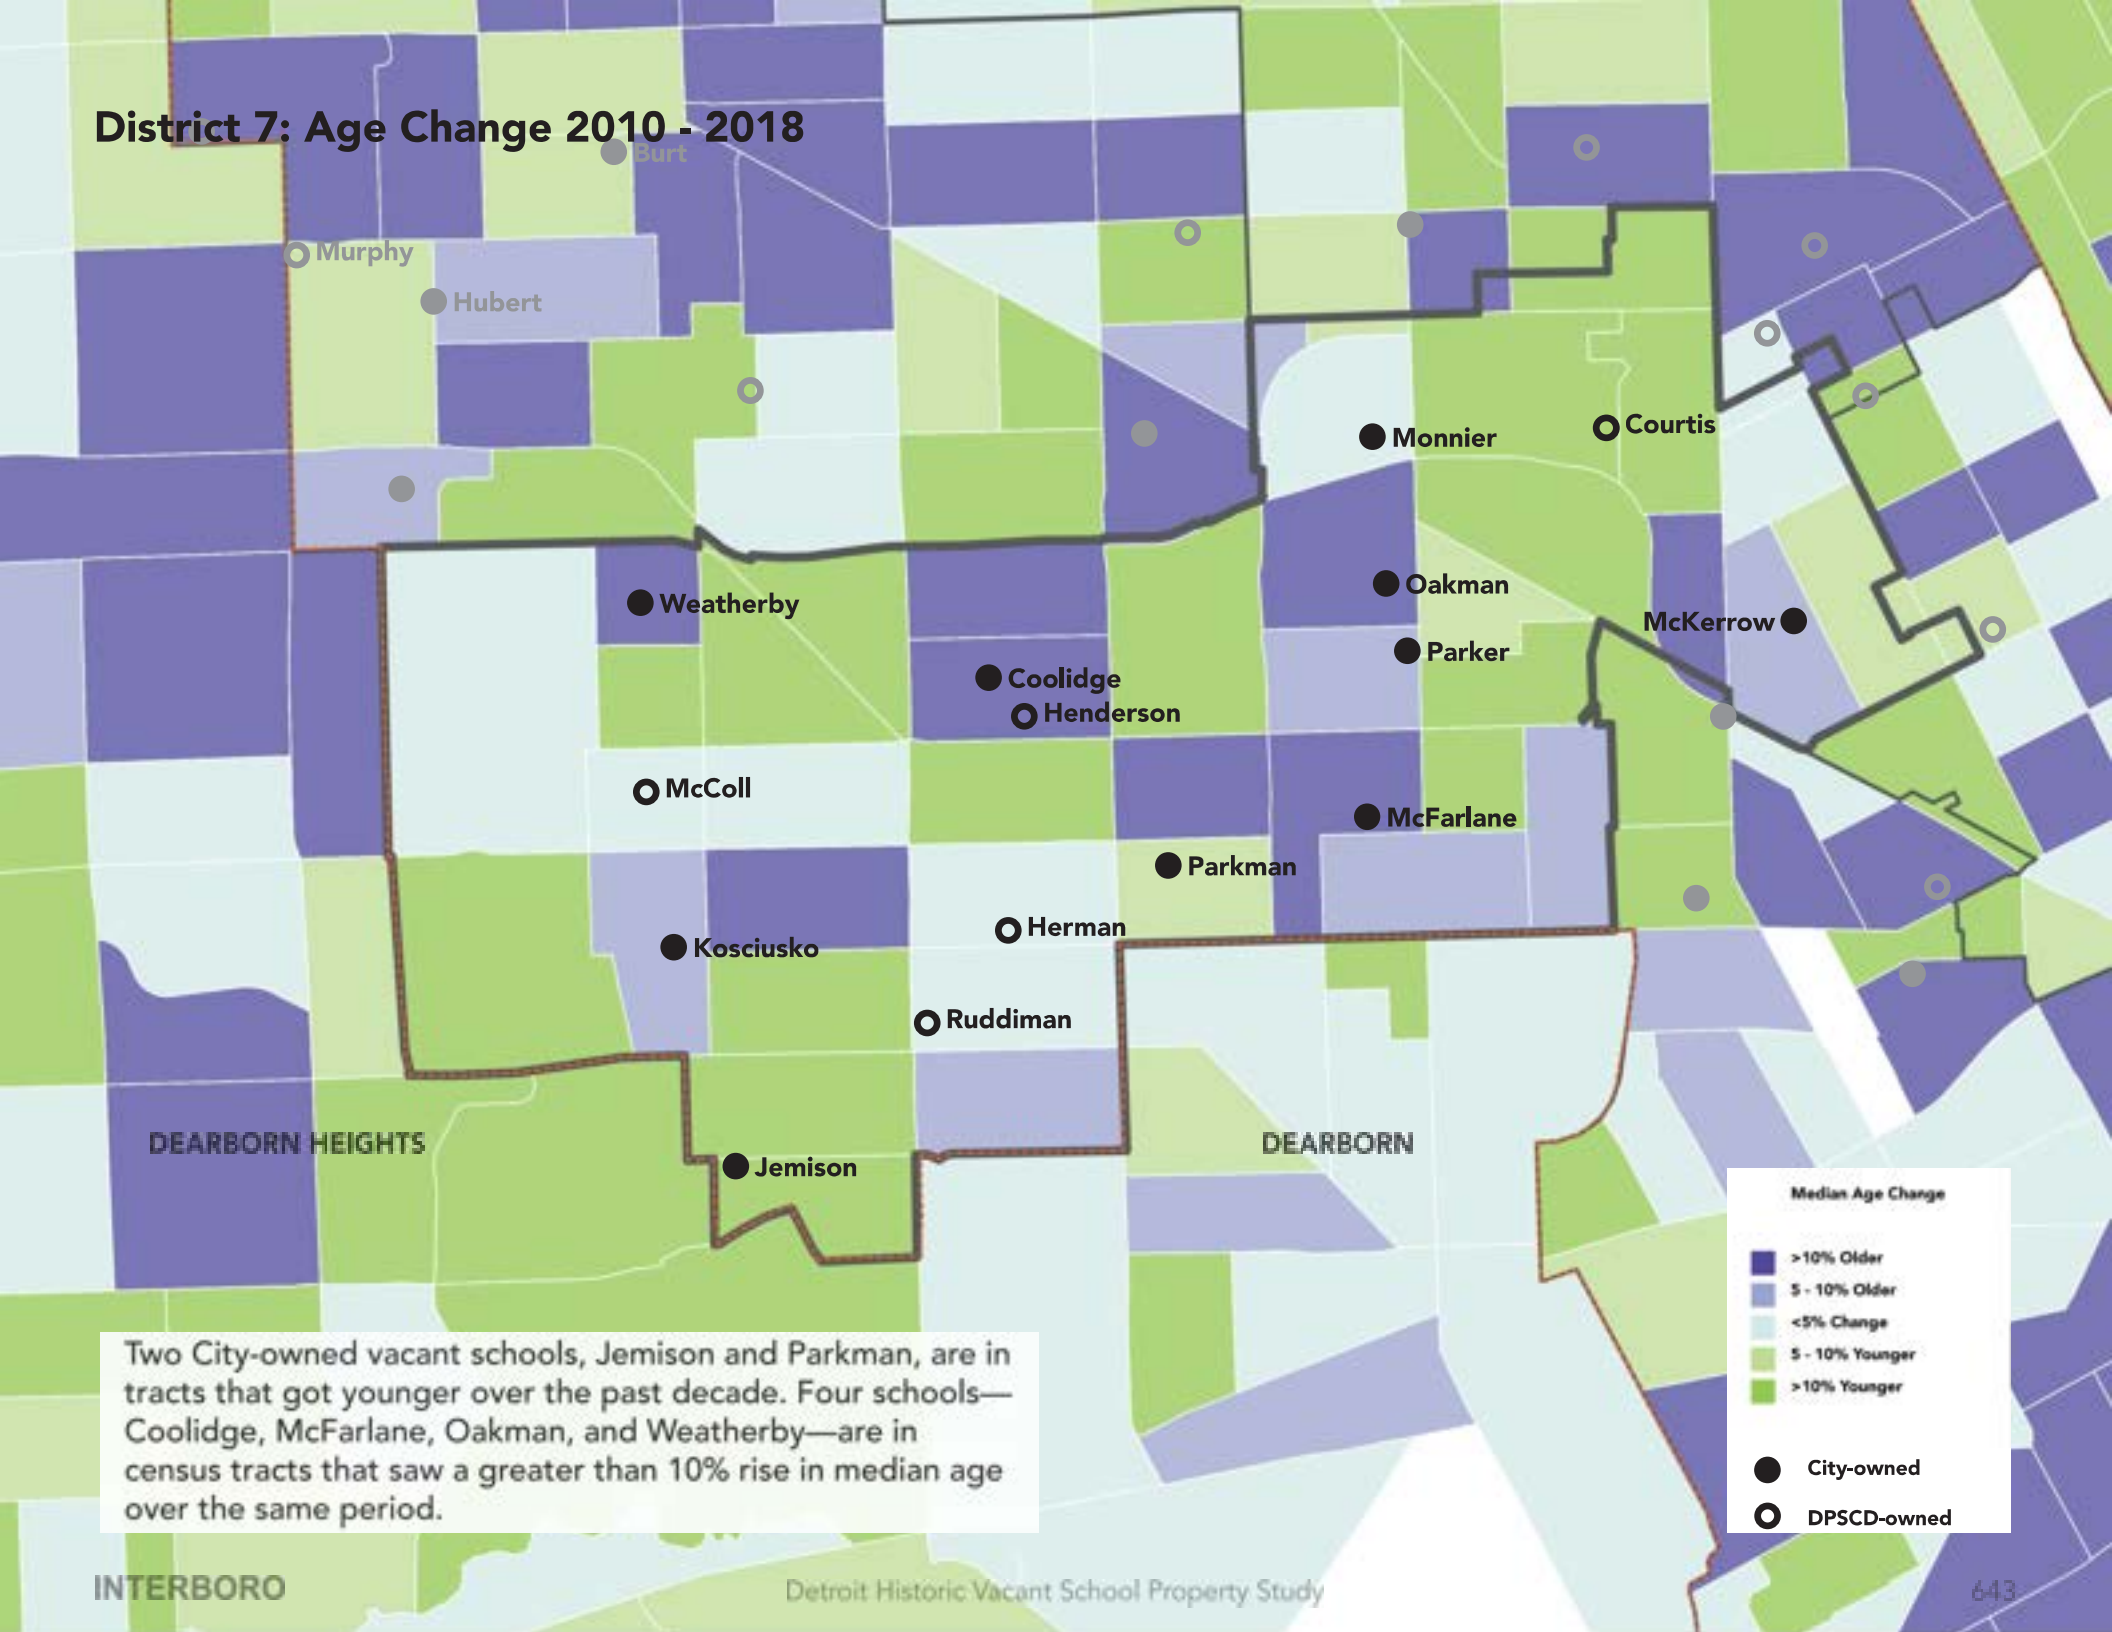 District 7: Age Change 2010 - 2018
Burt
Murphy
Hubert
Monnier
Courtis
Oakman
Weatherby
McKerrow
Parker
Coolidge
Henderson
McColl
McFarlane
Parkman
Herman
Kosciusko
Ruddiman
DEARBORN HEIGHTS
DEARBORN
Jemison
Median Age Change
>10% Older
5 - 10% Older
<5% Change
5 - 10% Younger
>10% Younger
City-owned
DPSCD-owned
Two City-owned vacant schools, Jemison and Parkman, are in
tracts that got younger over the past decade. Four schools—
Coolidge, McFarlane, Oakman, and Weatherby—are in
census tracts that saw a greater than 10% rise in median age
over the same period.
INTERBORO
Detroit Historic Vacant School Property Study
643